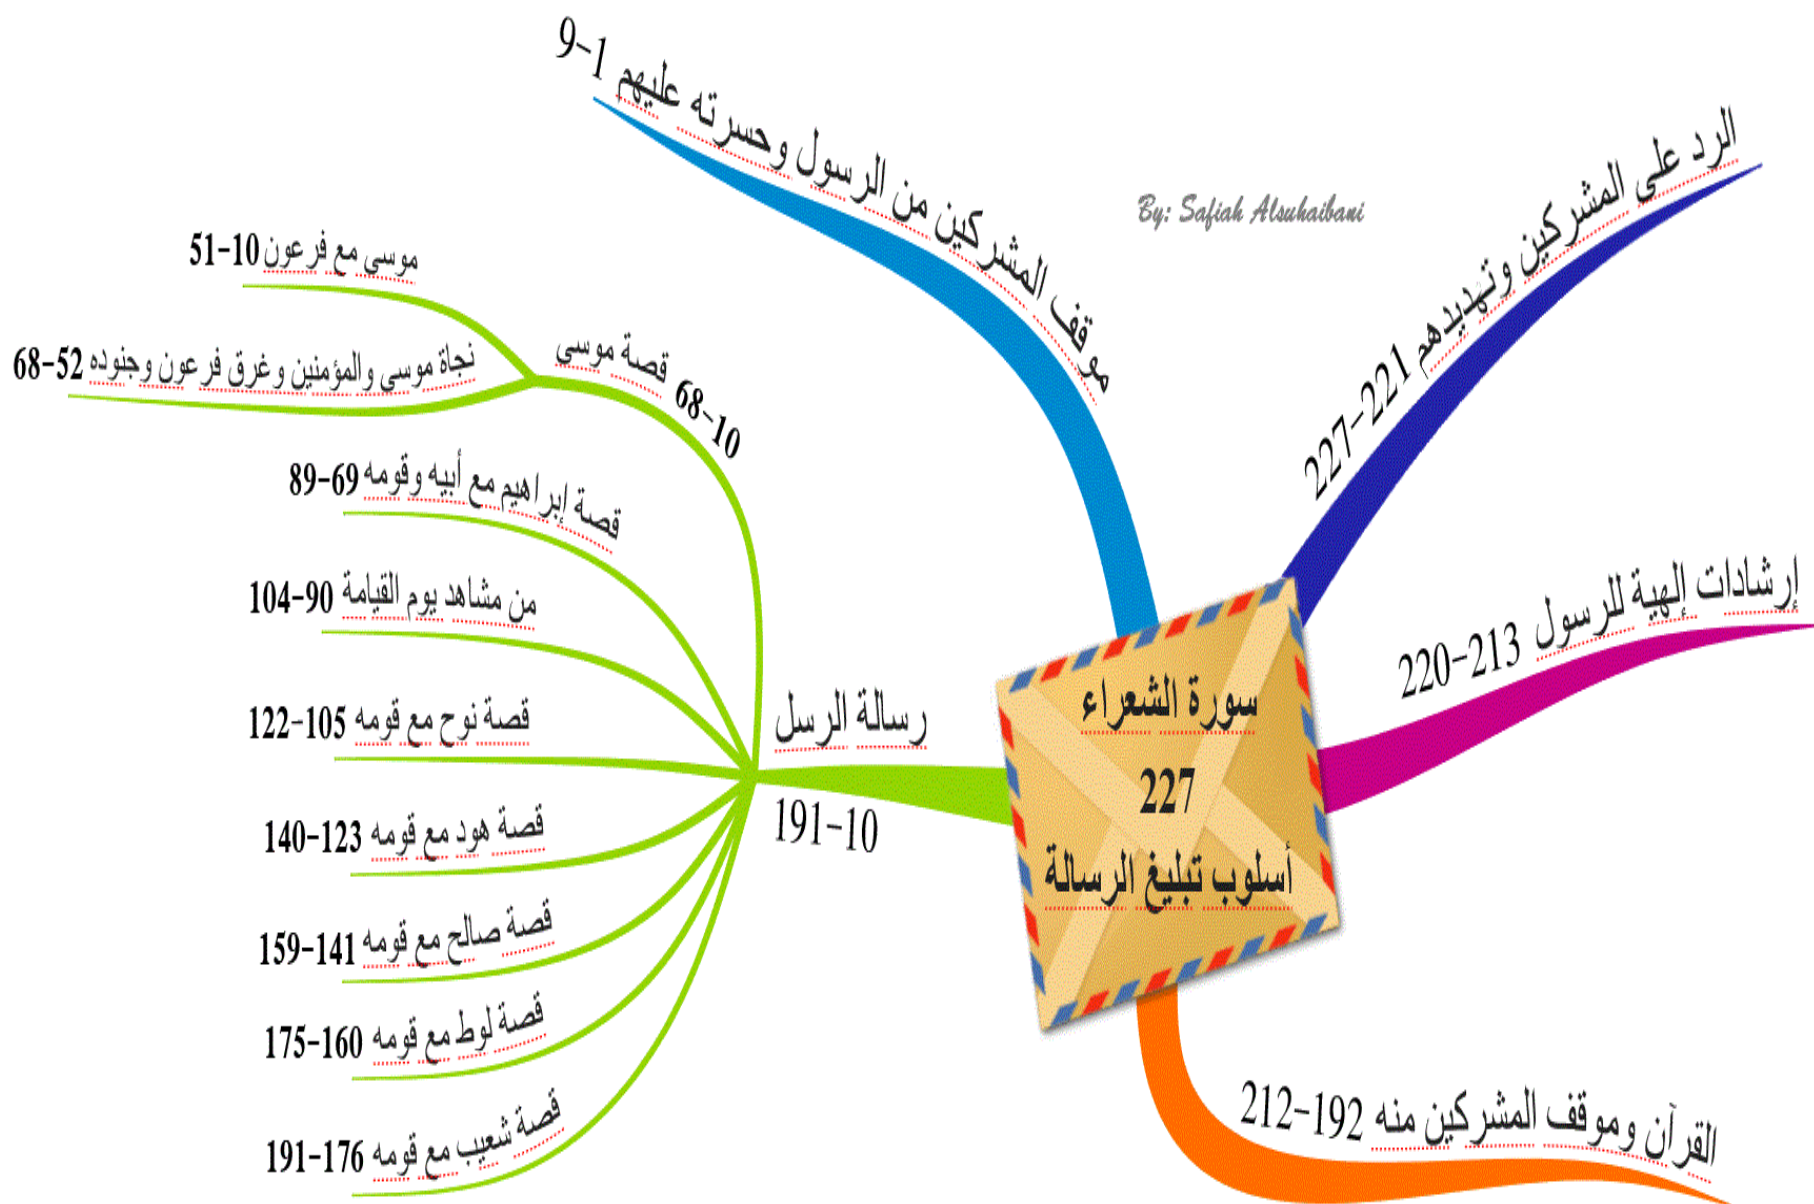 سورة الشعراء
227
أسلوب تبليغ الرسالة
By: Safiah Alsuhaibani
موقف المشركين من الرسول وحسرته عليهم 1-9
رسالة الرسل
10-191
قصة موسى
10-68
موسى مع فرعون 10-51
نجاة موسى والمؤمنين وغرق فرعون وجنوده 52-68
قصة إبراهيم مع أبيه وقومه 69-89
من مشاهد يوم القيامة 90-104
قصة نوح مع قومه 105-122
قصة هود مع قومه 123-140
قصة صالح مع قومه 141-159
قصة لوط مع قومه 160-175
قصة شعيب مع قومه 176-191
القرآن وموقف المشركين منه 192-212
إرشادات إلهية للرسول 213-220
الرد على المشركين وتهديدهم 221-227